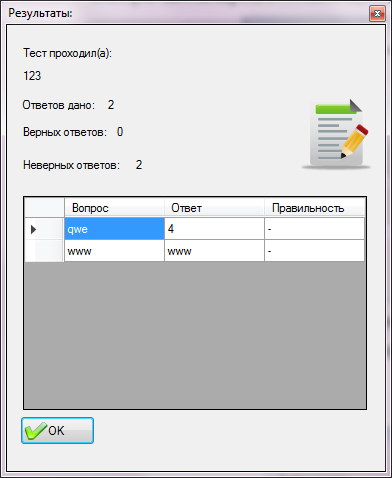 Результаты:
Тест проходил(а):
123
Ответов дано: 2
Верных ответов: 0
Неверных ответов: 2
Вопрос Ответ Правильность
qwe 4 -
www www -
OK